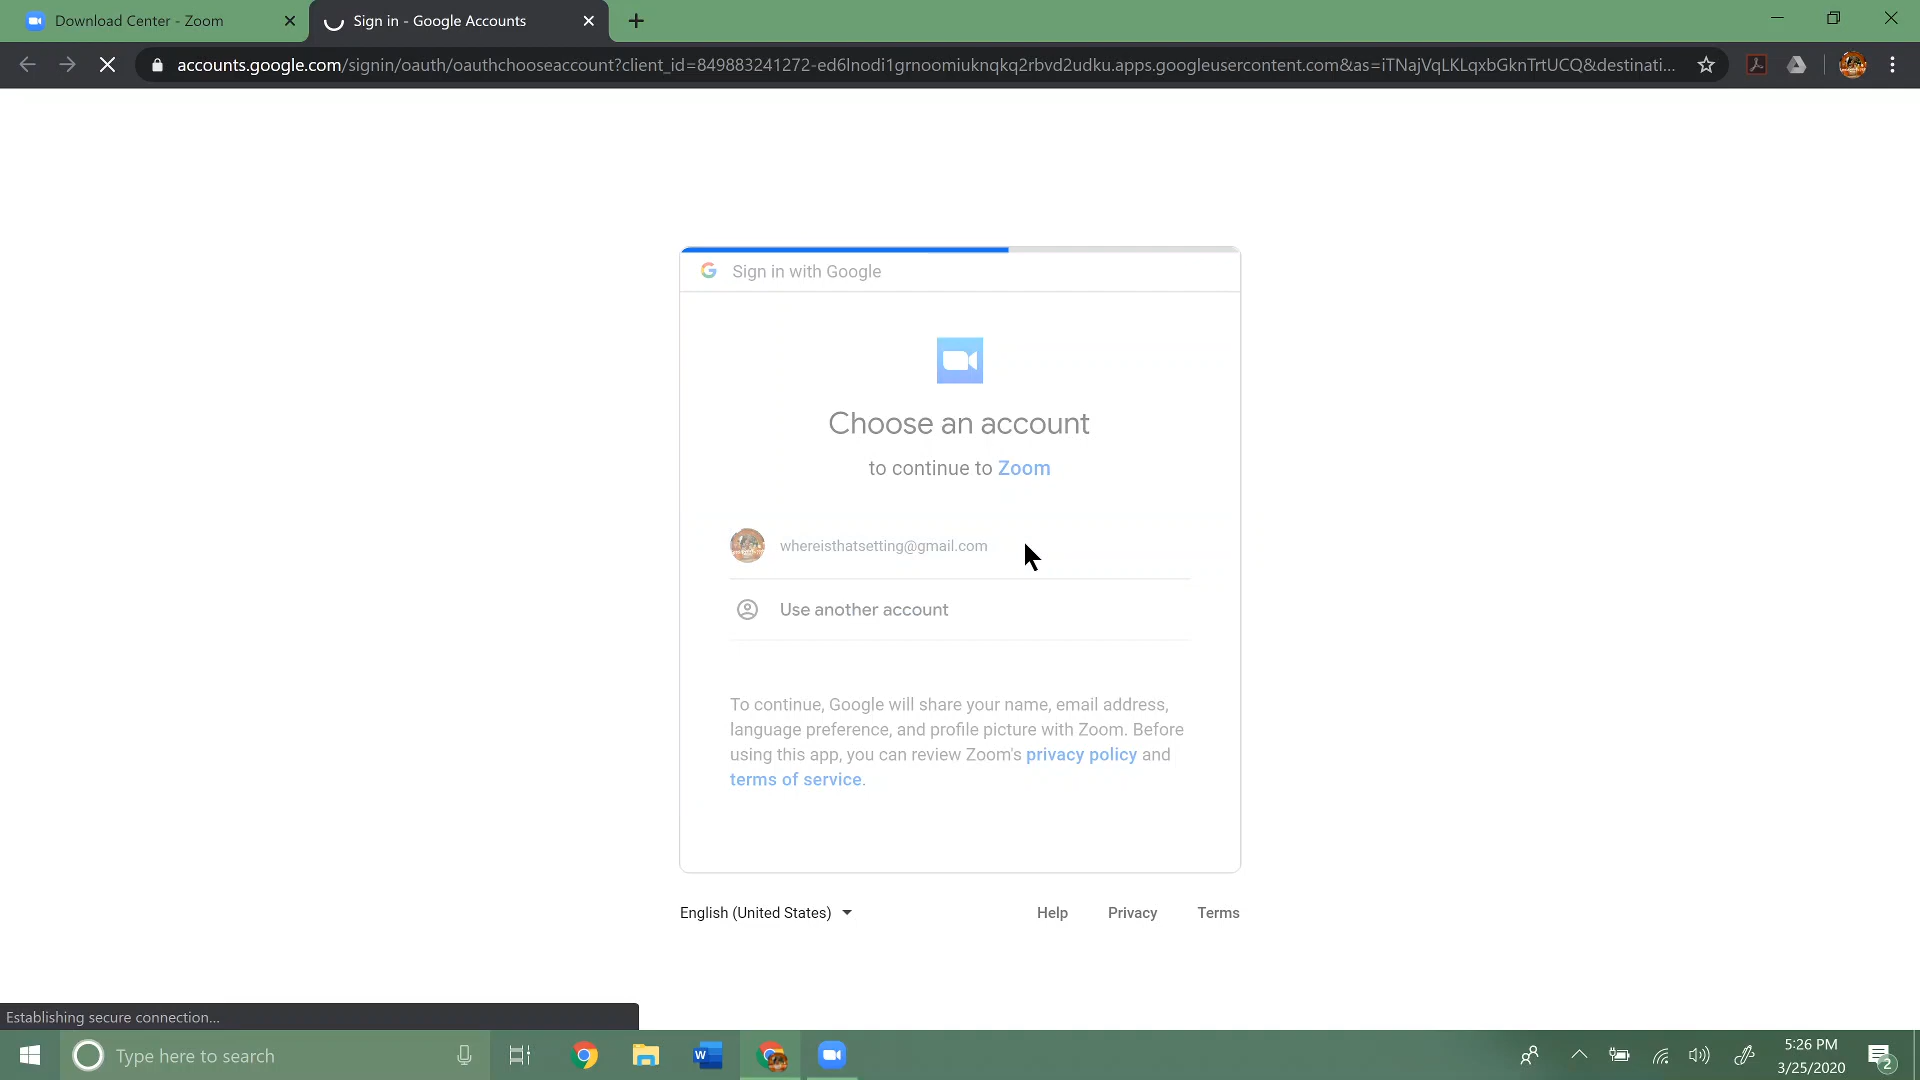 Download Center - Zoom
Sign in - Google Accounts
accounts.google.com/signin/oauth/oauthchooseaccount?client_id=849883241272-ed6lnodi1grnoomiuknqkq2rbvd2udku.apps.googleusercontent.com&as=iTNajVqLKLqxbGknTrtUCQ&destinati...
Sign in with Google
Choose an account
to continue to Zoom
whereisthatsetting@gmail.com
Use another account
To continue, Google will share your name, email address,
language preference, and profile picture with Zoom. Before
using this app, you can review Zoom's privacy policy and
terms of service.
English (United States)
Help
Privacy
Terms
Establishing secure connection...
Type here to search
W
5:26 PM
3/25/2020
2